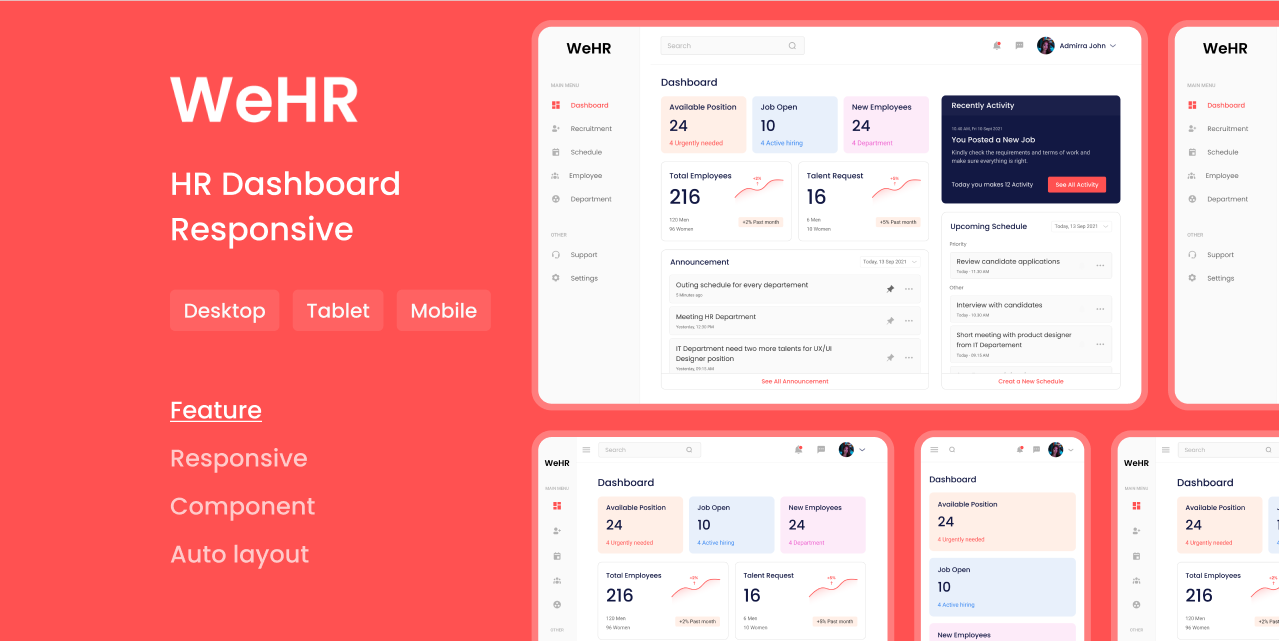 WeHR
HR Dashboard
Responsive
Desktop
Tablet
Mobile
Feature
Responsive
Component
Auto layout
WeHR
MAIN MENU
Dashboard
Recruitment
Schedule
Employee
Department
OTHER
Support
Settings
Search
Admirra John
Dashboard
Available Position
24
4 Urgently needed
Job Open
10
4 Active hiring
New Employees
24
4 Department
Total Employees
216
120 Men
96 Women
+2%
+2% Past month
Talent Request
16
6 Men
10 Women
+5%
+5% Past month
Announcement
Today, 13 Sep 2021
Outing schedule for every departement
5 Minutes ago
Meeting HR Department
Yesterday, 12:30 PM
IT Department need two more talents for UX/UI
Designer position
Yesterday, 09:15 AM
See All Announcement
Recently Activity
10.40 AM, Fri 10 Sept 2021
You Posted a New Job
Kindly check the requirements and terms of work and
make sure everything is right.
Today you makes 12 Activity
See All Activity
Upcoming Schedule
Today, 13 Sep 2021
Priority
Review candidate applications
Today - 11.30 AM
Other
Interview with candidates
Today - 10.30 AM
Short meeting with product designer
from IT Departement
Today - 09.15 AM
Creat a New Schedule
WeHR
MAIN MENU
Dashboard
Recruitment
Schedule
Employee
Department
OTHER
Support
Settings
WeHR
MAIN MENU
OTHER
Search
Dashboard
Available Position
24
4 Urgently needed
Job Open
10
4 Active hiring
New Employees
24
4 Department
Total Employees
216
120 Men
96 Women
+2%
+2% Past month
Talent Request
16
6 Men
10 Women
+5%
+5% Past month
Dashboard
Available Position
24
4 Urgently needed
Job Open
10
4 Active hiring
New Employees
WeHR
MAIN MENU
OTHER
Search
Dashboard
Available Position
24
4 Urgently needed
Total Employees
216
120 Men
96 Women
+2%
+2% Past